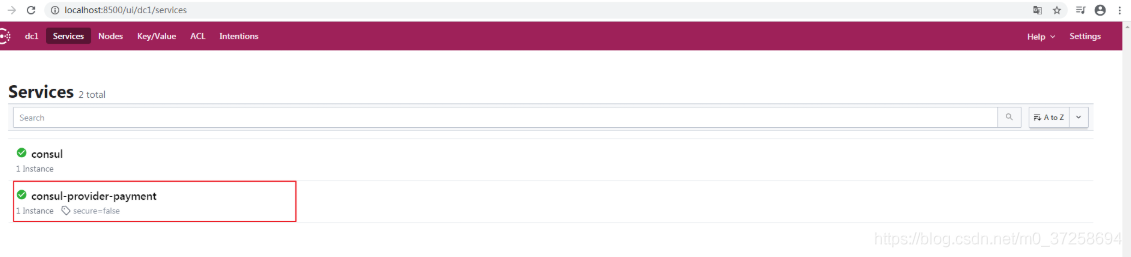 localhost:8500/ui/dc1/services
dc1 Services Nodes Key/Value ACL Intentions Help Settings
Services 2 total
Search A to Z
consul
1 Instance
consul-provider-payment
1 Instance secure=false
https://blog.csdn.net/m0_37258694